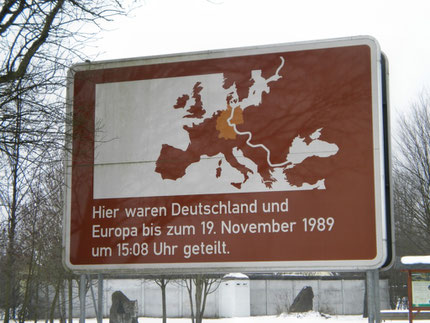 Hier waren Deutschland und
Europa bis zum 19. November 1989
um 15:08 Uhr geteilt.